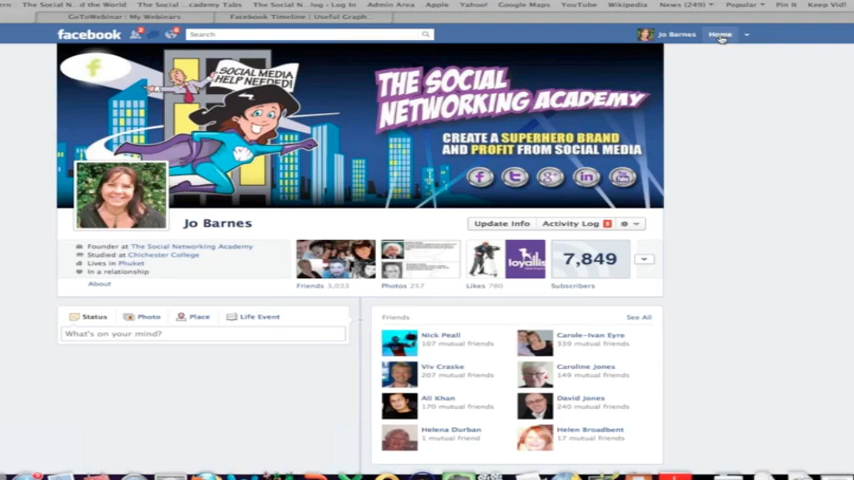 The Social N...d the World
The Social ...cademy Tabs
The Social N...log - Log In
Admin Area
Apple
Yahoo!
Google Maps
YouTube
Wikipedia
News (249)
Popular
Pin It
Keep Vid!
GoToWebinar : My Webinars
Facebook Timeline | Useful Graph...
facebook
Search
Jo Barnes
Home
SOCIAL MEDIA
HELP NEEDED!
THE SOCIAL
NETWORKING ACADEMY
CREATE A SUPERHERO BRAND
AND PROFIT FROM SOCIAL MEDIA
Jo Barnes
Update Info
Activity Log
Founder at The Social Networking Academy
Studied at Chichester College
Lives in Phuket
In a relationship
About
loyallis
7,849
Friends 3,033
Photos 257
Likes 780
Subscribers
Status
Photo
Place
Life Event
What's on your mind?
Friends
See All
Nick Peall
107 mutual friends
Carole-Ivan Eyre
339 mutual friends
Viv Craske
207 mutual friends
Caroline Jones
149 mutual friends
Ali Khan
170 mutual friends
David Jones
240 mutual friends
Helena Durban
1 mutual friend
Helen Broadbent
17 mutual friends